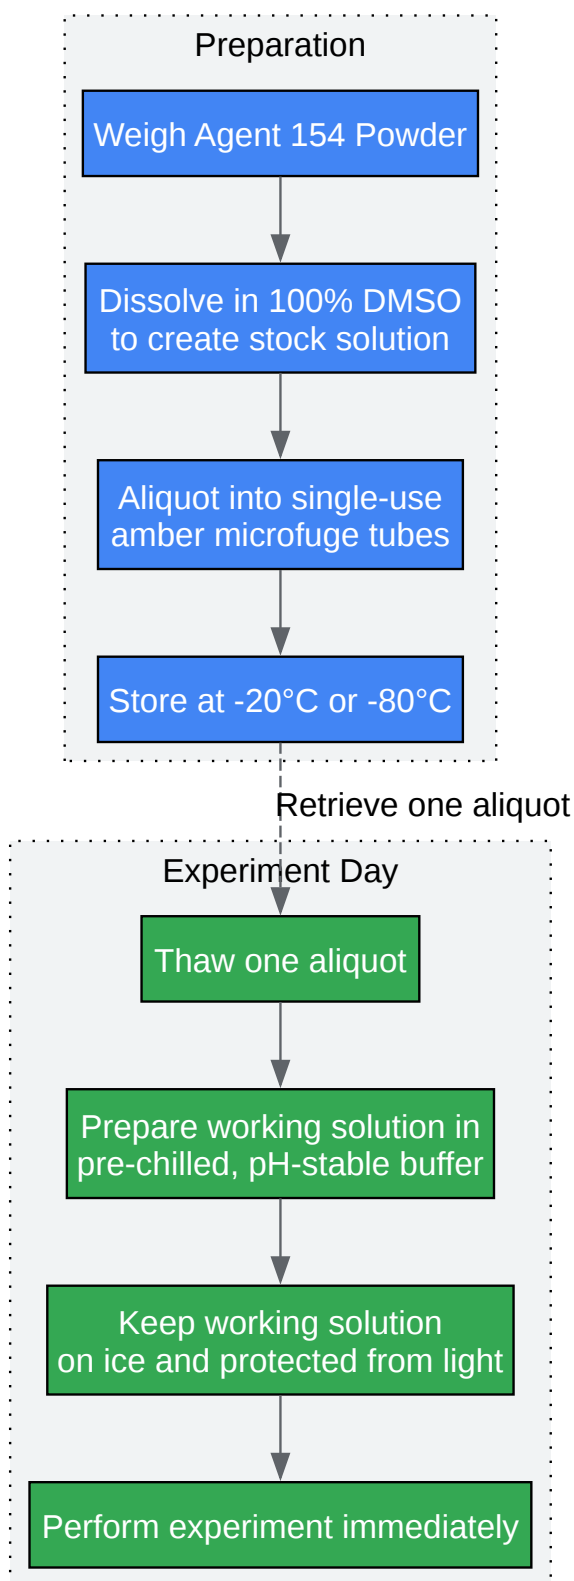 Preparation
Weigh Agent 154 Powder
Dissolve in 100% DMSO
to create stock solution
Aliquot into single-use
amber microfuge tubes
Store at -20°C or -80°C
Retrieve one aliquot
Experiment Day
Thaw one aliquot
Prepare working solution in
pre-chilled, pH-stable buffer
Keep working solution
on ice and protected from light
Perform experiment immediately